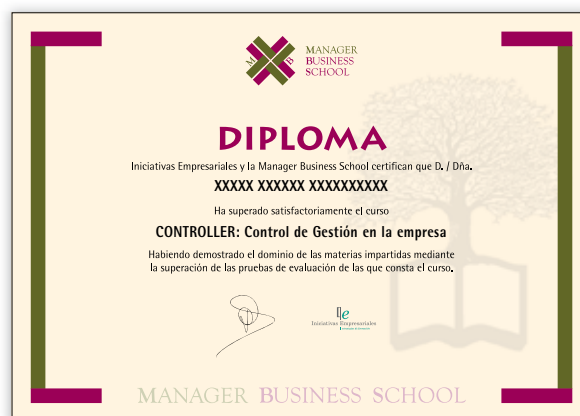 M B
MANAGER
BUSINESS
SCHOOL
DIPLOMA
Iniciativas Empresariales y la Manager Business School certifican que D. / Dña.
XXXXX XXXXXX XXXXXXXXXX
Ha superado satisfactoriamente el curso
CONTROLLER: Control de Gestión en la empresa
Habiendo demostrado el dominio de las materias impartidas mediante
la superación de las pruebas de evaluación de las que consta el curso.
Ie
Iniciativas Empresariales
MANAGER BUSINESS SCHOOL